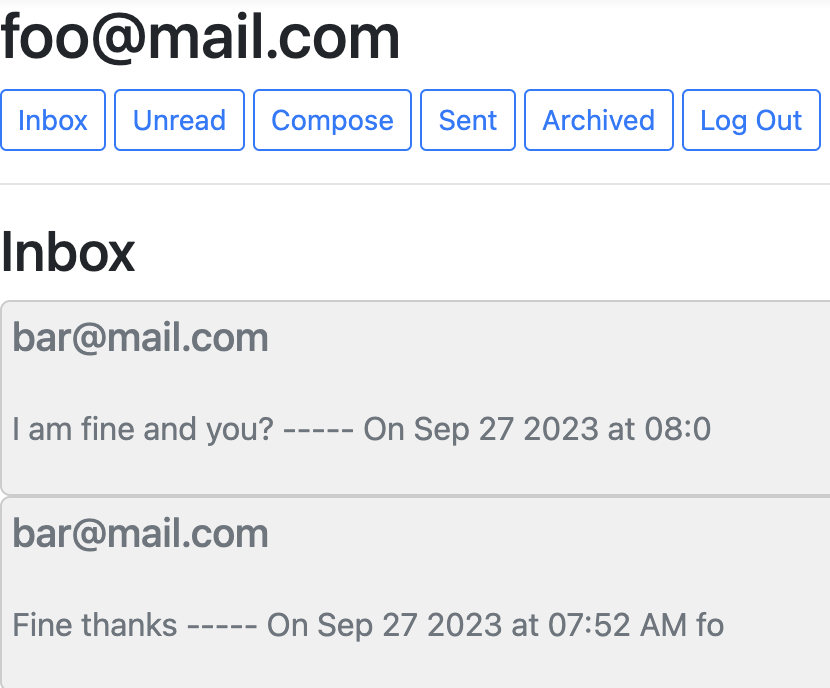 foo@mail.com
Inbox Unread Compose Sent Archived Log Out
Inbox
bar@mail.com
I am fine and you? ----- On Sep 27 2023 at 08:0
bar@mail.com
Fine thanks ----- On Sep 27 2023 at 07:52 AM fo